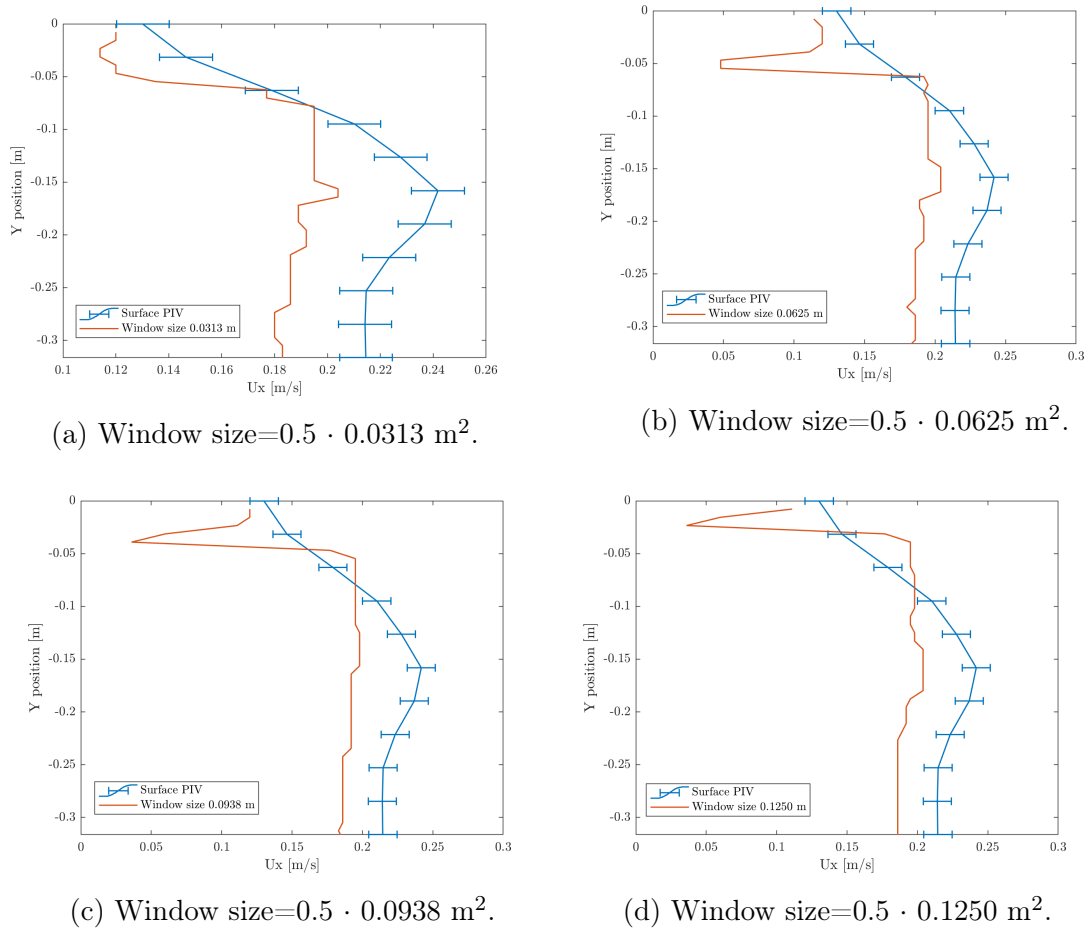 0
-0.05
-0.1
-0.15
-0.2
-0.25
-0.3
Y position [m]
Surface PIV
Window size 0.0313 m
0.1 0.12 0.14 0.16 0.18 0.2 0.22 0.24 0.26
Ux [m/s]
(a) Window size=0.5 · 0.0313 m².
0
-0.05
-0.1
-0.15
-0.2
-0.25
-0.3
Y position [m]
Surface PIV
Window size 0.0625 m
0 0.05 0.1 0.15 0.2 0.25 0.3
Ux [m/s]
(b) Window size=0.5 · 0.0625 m².
0
-0.05
-0.1
-0.15
-0.2
-0.25
-0.3
Y position [m]
Surface PIV
Window size 0.0938 m
0 0.05 0.1 0.15 0.2 0.25 0.3
Ux [m/s]
(c) Window size=0.5 · 0.0938 m².
0
-0.05
-0.1
-0.15
-0.2
-0.25
-0.3
Y position [m]
Surface PIV
Window size 0.1250 m
0 0.05 0.1 0.15 0.2 0.25 0.3
Ux [m/s]
(d) Window size=0.5 · 0.1250 m².